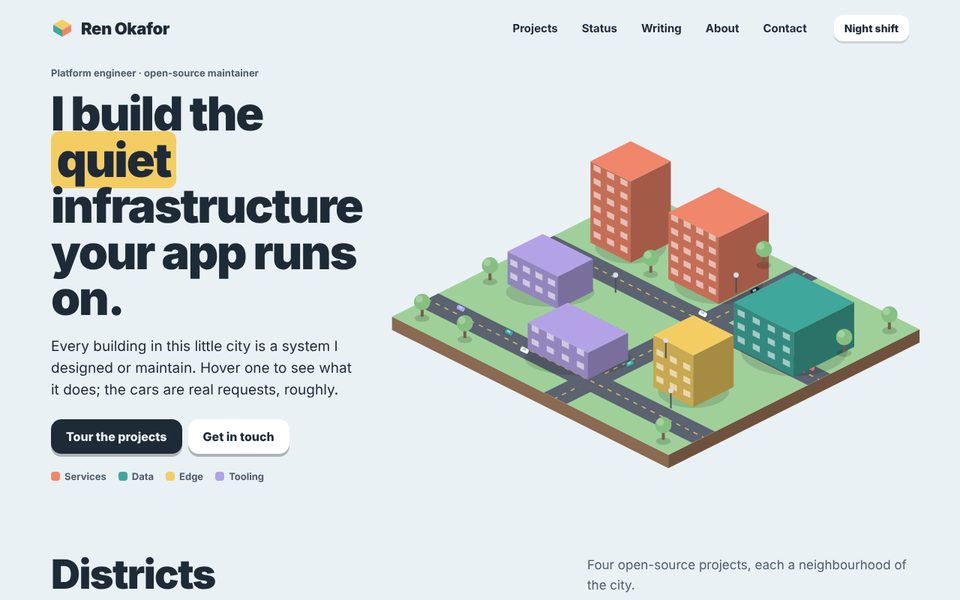 Ren Okafor
Projects
Status
Writing
About
Contact
Night shift
Platform engineer · open-source maintainer
I build the
quiet
infrastructure
your app runs
on.
Every building in this little city is a system I
designed or maintain. Hover one to see what
it does; the cars are real requests, roughly.
Tour the projects
Get in touch
Services
Data
Edge
Tooling
Districts
Four open-source projects, each a neighbourhood of
the city.